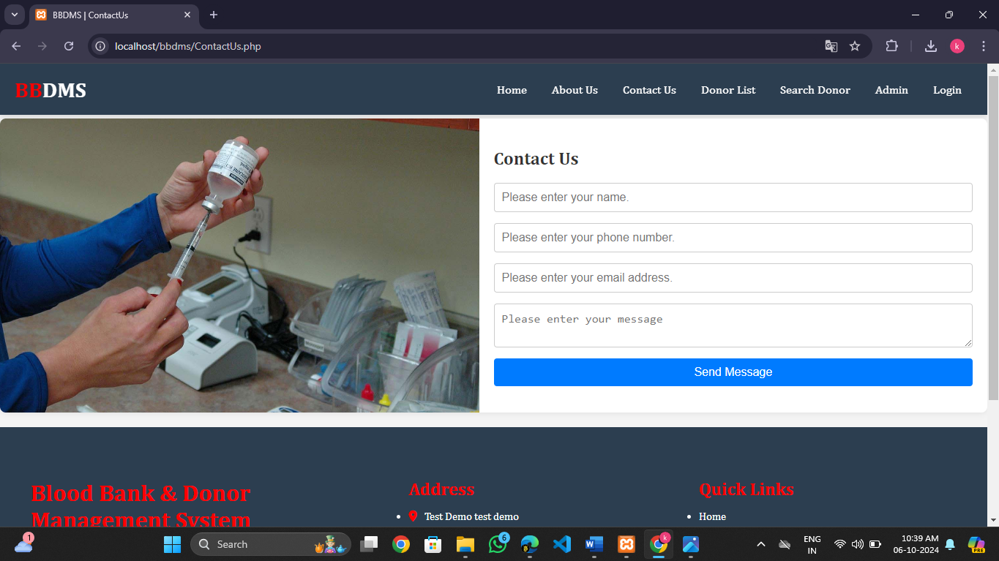 BBDMS | ContactUs
localhost/bbdms/ContactUs.php
k
BBDMS
Home About Us Contact Us Donor List Search Donor Admin Login
Contact Us
Please enter your name.
Please enter your phone number.
Please enter your email address.
Please enter your message
Send Message
Blood Bank & Donor
Management System
Address
Test Demo test demo
Quick Links
Home
1
Search
6
k
ENG
IN
10:39 AM
06-10-2024
PRE